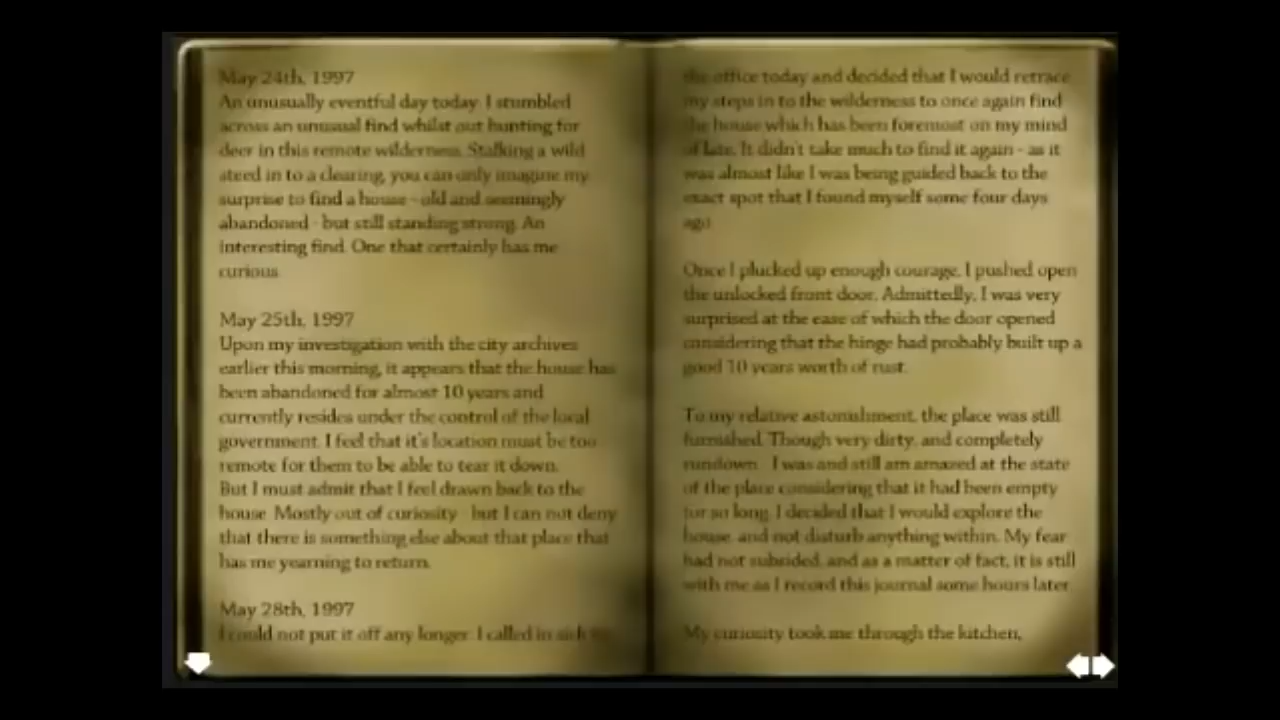 May 24th, 1997
An unusually eventful day today. I stumbled
across an unusual find whilst out hunting for
deer in this remote wilderness. Stalking a wild
steed in to a clearing, you can only imagine my
surprise to find a house - old and seemingly
abandoned - but still standing strong. An
interesting find. One that certainly has me
curious.
May 25th, 1997
Upon my investigation with the city archives
earlier this morning, it appears that the house has
been abandoned for almost 10 years and
currently resides under the control of the local
government. I feel that it's location must be too
remote for them to be able to tear it down.
But I must admit that I feel drawn back to the
house. Mostly out of curiosity - but I can not deny
that there is something else about that place that
has me yearning to return.
May 28th, 1997
I could not put it off any longer. I called in sick to
the office today and decided that I would retrace
my steps in to the wilderness to once again find
the house which has been foremost on my mind
of late. It didn't take much to find it again - as it
was almost like I was being guided back to the
exact spot that I found myself some four days
ago.
Once I plucked up enough courage, I pushed open
the unlocked front door. Admittedly, I was very
surprised at the ease of which the door opened
considering that the hinge had probably built up a
good 10 years worth of rust.
To my relative astonishment, the place was still
furnished. Though very dirty, and completely
rundown. I was and still am amazed at the state
of the place considering that it had been empty
for so long. I decided that I would explore the
house, and not disturb anything within. My fear
had not subsided, and as a matter of fact, it is still
with me as I record this journal some hours later.
My curiosity took me through the kitchen,